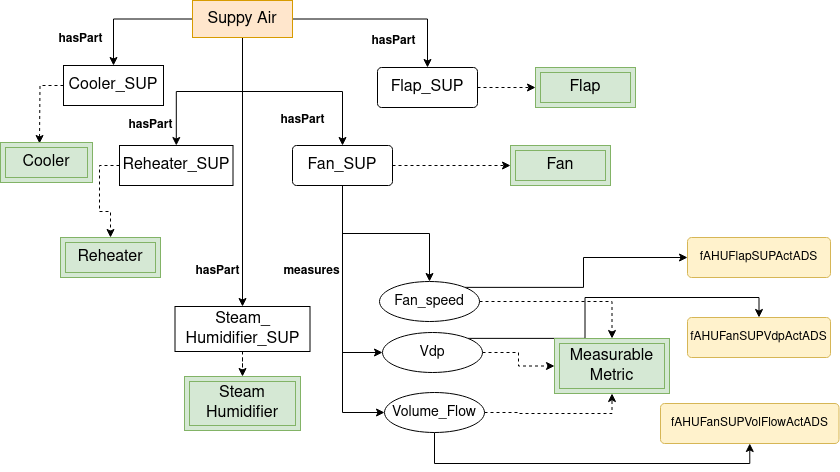 Suppy Air
hasPart
hasPart
Cooler_SUP
Flap_SUP
Flap
hasPart
hasPart
Cooler
Reheater_SUP
Fan_SUP
Fan
Reheater
hasPart
measures
fAHUFlapSUPActADS
Fan_speed
Steam_
Humidifier_SUP
fAHUFanSUPVdpActADS
Vdp
Measurable
Metric
Steam
Humidifier
Volume_Flow
fAHUFanSUPVolFlowActADS